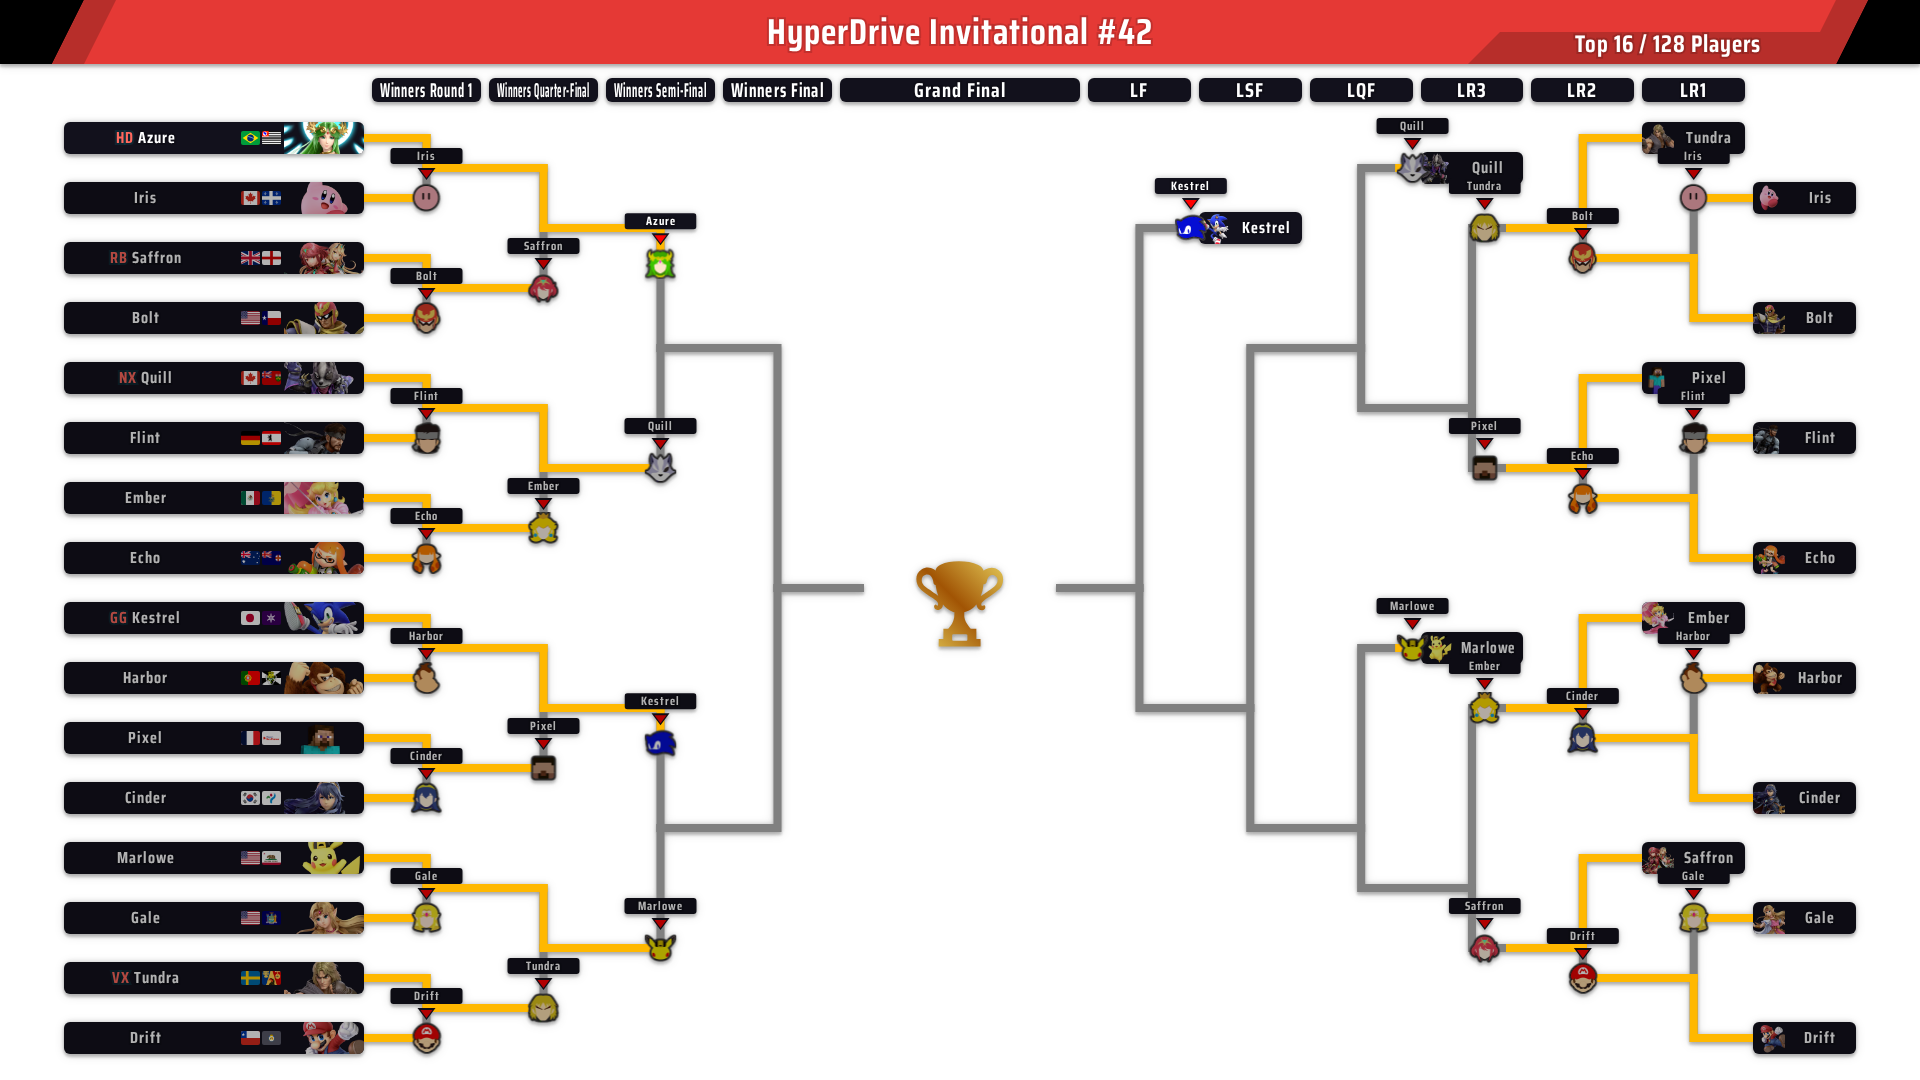 HyperDrive Invitational #42
Top 16 / 128 Players
Winners Round 1
Winners Quarter-Final
Winners Semi-Final
Winners Final
Grand Final
LF
LSF
LQF
LR3
LR2
LR1
HD Azure
Iris
RB Saffron
Bolt
NX Quill
Flint
Ember
Echo
GG Kestrel
Harbor
Pixel
Cinder
Marlowe
Gale
VX Tundra
Drift
Iris
Bolt
Flint
Echo
Harbor
Cinder
Gale
Drift
Saffron
Ember
Pixel
Tundra
Azure
Quill
Kestrel
Marlowe
Kestrel
Kestrel
Quill
Quill
Tundra
Pixel
Marlowe
Marlowe
Ember
Saffron
Bolt
Echo
Cinder
Drift
Tundra
Iris
Pixel
Flint
Ember
Harbor
Saffron
Gale
Iris
Bolt
Flint
Echo
Harbor
Cinder
Gale
Drift